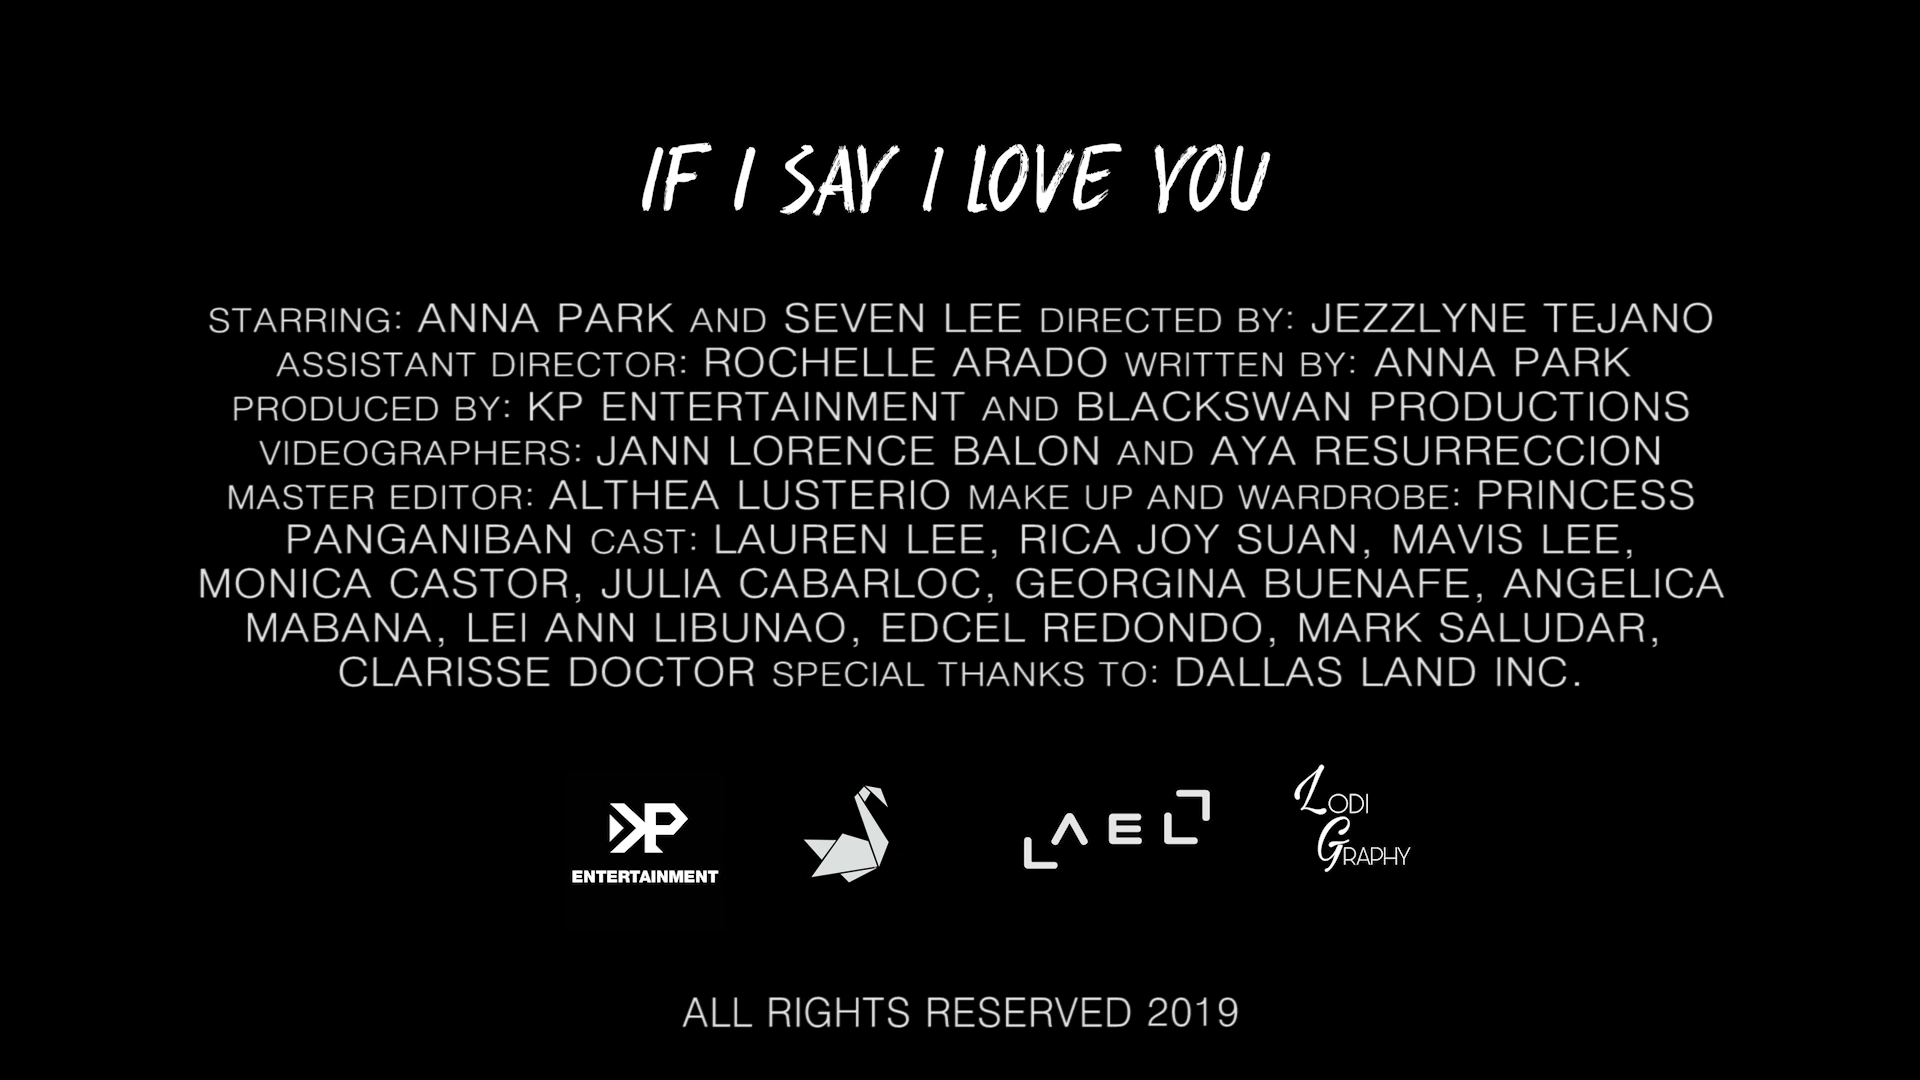 IF I SAY I LOVE YOU
STARRING: ANNA PARK AND SEVEN LEE DIRECTED BY: JEZZLYNE TEJANO
ASSISTANT DIRECTOR: ROCHELLE ARADO WRITTEN BY: ANNA PARK
PRODUCED BY: KP ENTERTAINMENT AND BLACKSWAN PRODUCTIONS
VIDEOGRAPHERS: JANN LORENCE BALON AND AYA RESURRECCION
MASTER EDITOR: ALTHEA LUSTERIO MAKE UP AND WARDROBE: PRINCESS
PANGANIBAN CAST: LAUREN LEE, RICA JOY SUAN, MAVIS LEE,
MONICA CASTOR, JULIA CABARLOC, GEORGINA BUENAFE, ANGELICA
MABANA, LEI ANN LIBUNAO, EDCEL REDONDO, MARK SALUDAR,
CLARISSE DOCTOR SPECIAL THANKS TO: DALLAS LAND INC.
KP
ENTERTAINMENT
LAEL
LODI
GRAPHY
ALL RIGHTS RESERVED 2019